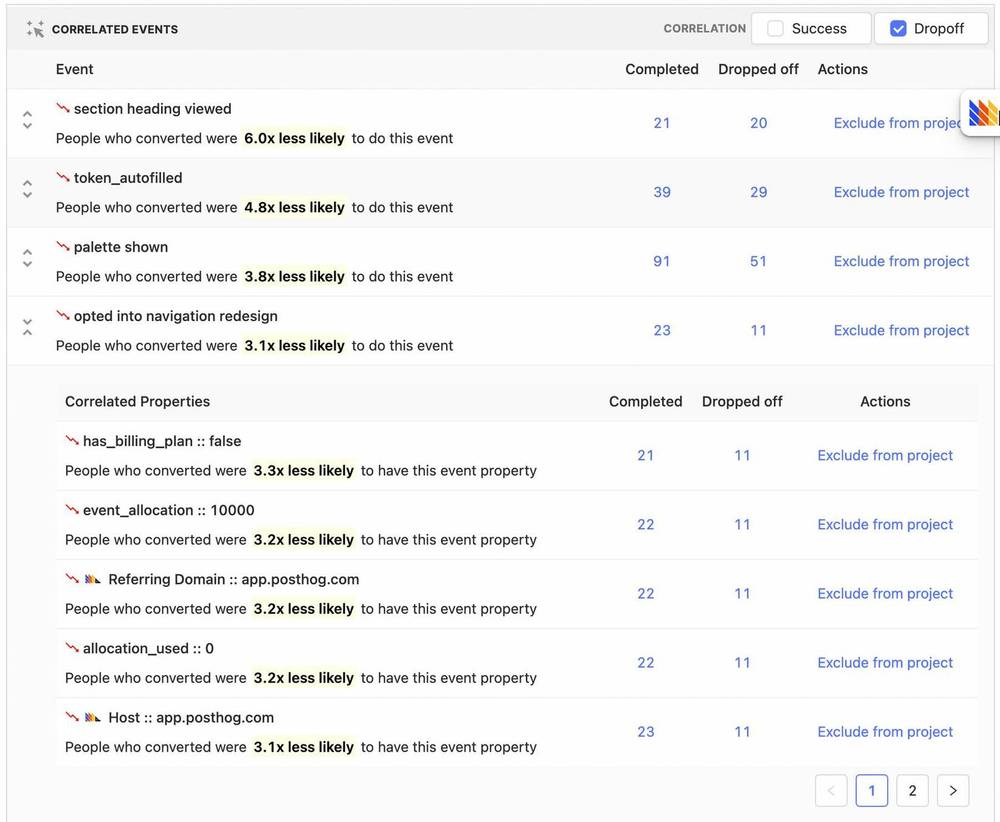 CORRELATED EVENTS CORRELATION Success Dropoff
Event Completed Dropped off Actions
section heading viewed
People who converted were 6.0x less likely to do this event
21 20 Exclude from projec
token_autofilled
People who converted were 4.8x less likely to do this event
39 29 Exclude from project
palette shown
People who converted were 3.8x less likely to do this event
91 51 Exclude from project
opted into navigation redesign
People who converted were 3.1x less likely to do this event
23 11 Exclude from project
Correlated Properties Completed Dropped off Actions
has_billing_plan :: false
People who converted were 3.3x less likely to have this event property
21 11 Exclude from project
event_allocation :: 10000
People who converted were 3.2x less likely to have this event property
22 11 Exclude from project
Referring Domain :: app.posthog.com
People who converted were 3.2x less likely to have this event property
22 11 Exclude from project
allocation_used :: 0
People who converted were 3.2x less likely to have this event property
22 11 Exclude from project
Host :: app.posthog.com
People who converted were 3.1x less likely to have this event property
23 11 Exclude from project
< 1 2 >